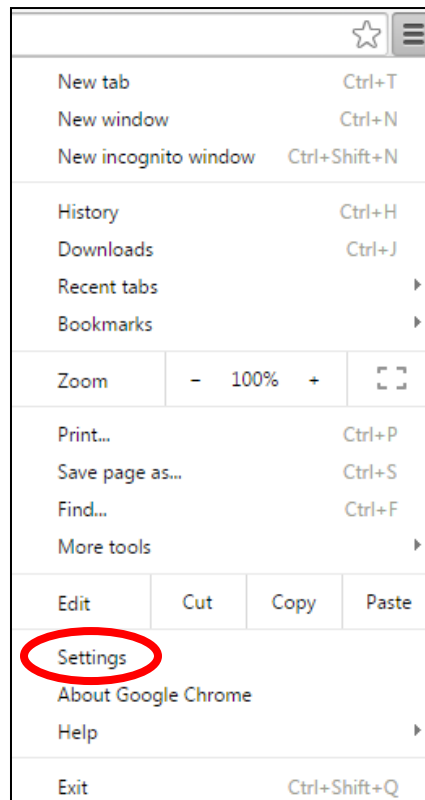 New tab Ctrl+T
New window Ctrl+N
New incognito window Ctrl+Shift+N
History Ctrl+H
Downloads Ctrl+J
Recent tabs
Bookmarks
Zoom - 100% +
Print... Ctrl+P
Save page as... Ctrl+S
Find... Ctrl+F
More tools
Edit Cut Copy Paste
Settings
About Google Chrome
Help
Exit Ctrl+Shift+Q